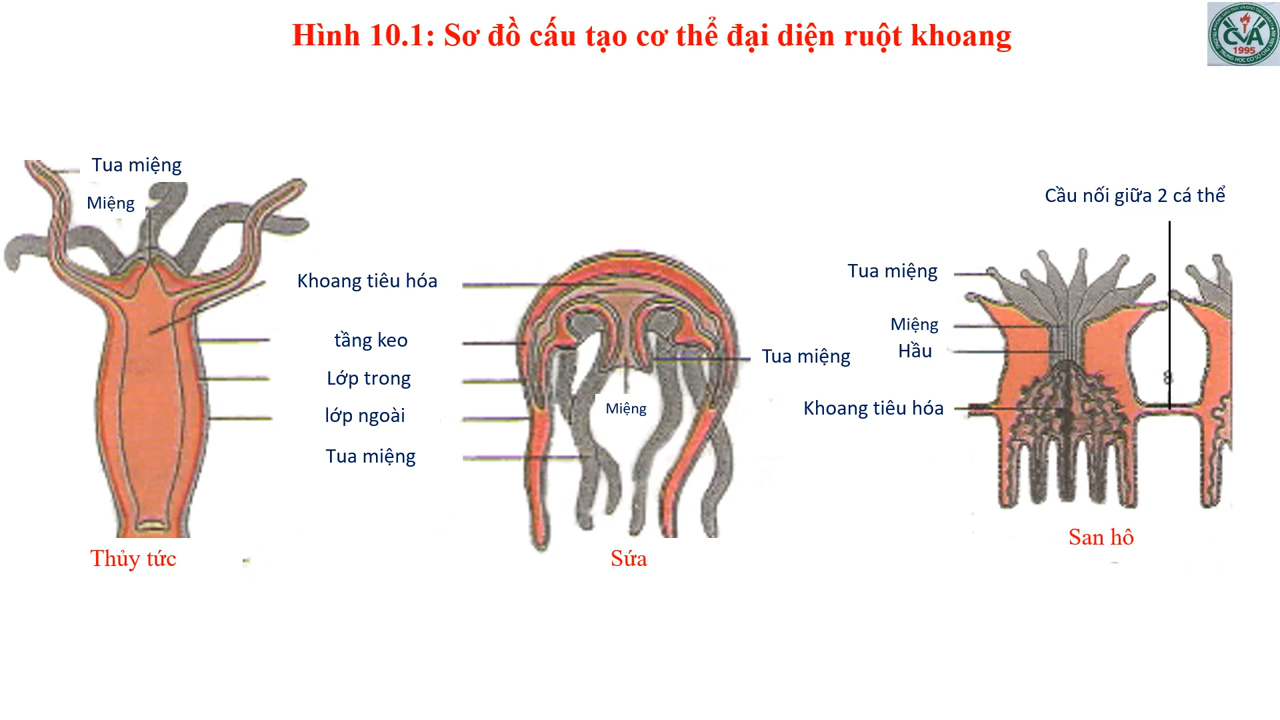 Hình 10.1: Sơ đồ cấu tạo cơ thể đại diện ruột khoang
CVA
1995
Tua miệng
Miệng
Khoang tiêu hóa
tầng keo
Lớp trong
lớp ngoài
Tua miệng
Thủy tức
Tua miệng
Miệng
Sứa
Cầu nối giữa 2 cá thể
Tua miệng
Miệng
Hầu
Khoang tiêu hóa
San hô